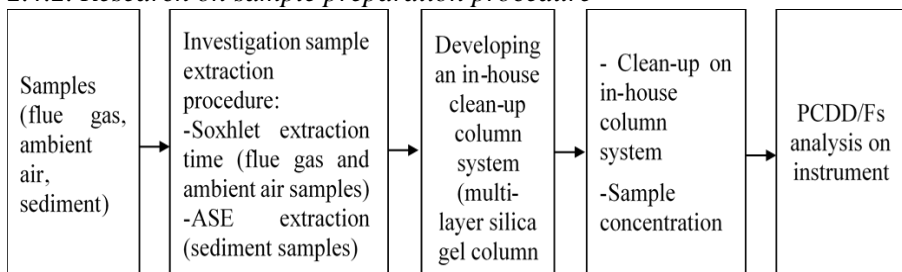 2.4.2. Research on sample preparation procedure
Samples
(flue gas,
ambient
air,
sediment)
Investigation sample
extraction
procedure:
-Soxhlet extraction
time (flue gas and
ambient air samples)
-ASE extraction
(sediment samples)
Developing
an in-house
clean-up
column
system
(multi-
layer silica
gel column
- Clean-up on
in-house
column
system
-Sample
concentration
PCDD/Fs
analysis on
instrument